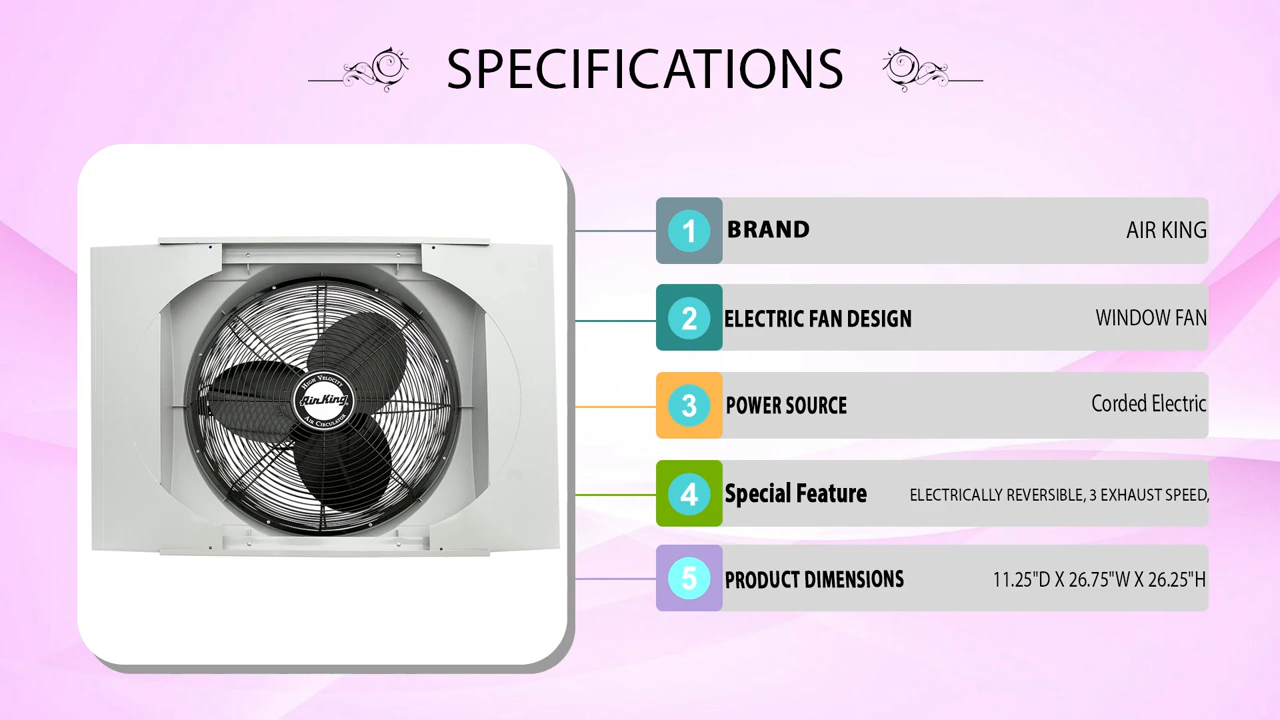 SPECIFICATIONS
HIGH VELOCITY
Air King
AIR CIRCULATOR
1 BRAND AIR KING
2 ELECTRIC FAN DESIGN WINDOW FAN
3 POWER SOURCE Corded Electric
4 Special Feature ELECTRICALLY REVERSIBLE, 3 EXHAUST SPEED,
5 PRODUCT DIMENSIONS 11.25"D X 26.75"W X 26.25"H